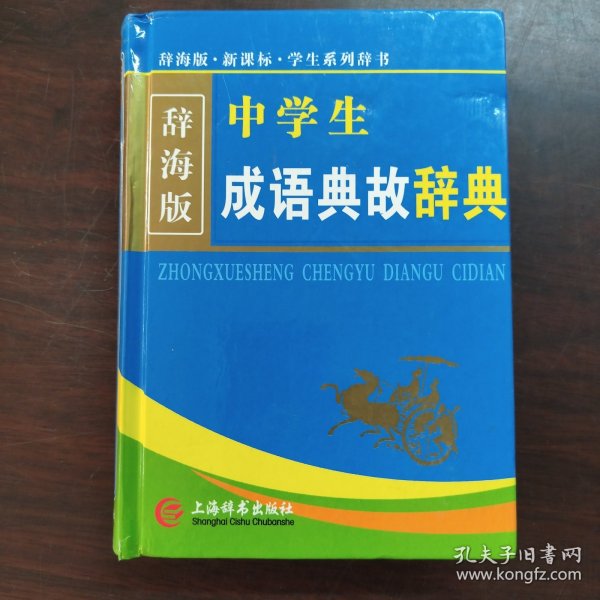 辞海版·新课标·学生系列辞书
辞海版
中学生
成语典故辞典
ZHONGXUESHENG CHENGYU DIANGU CIDIAN
上海辞书出版社
Shanghai Cishu Chubanshe
孔夫子旧书网
www.kongfz.com